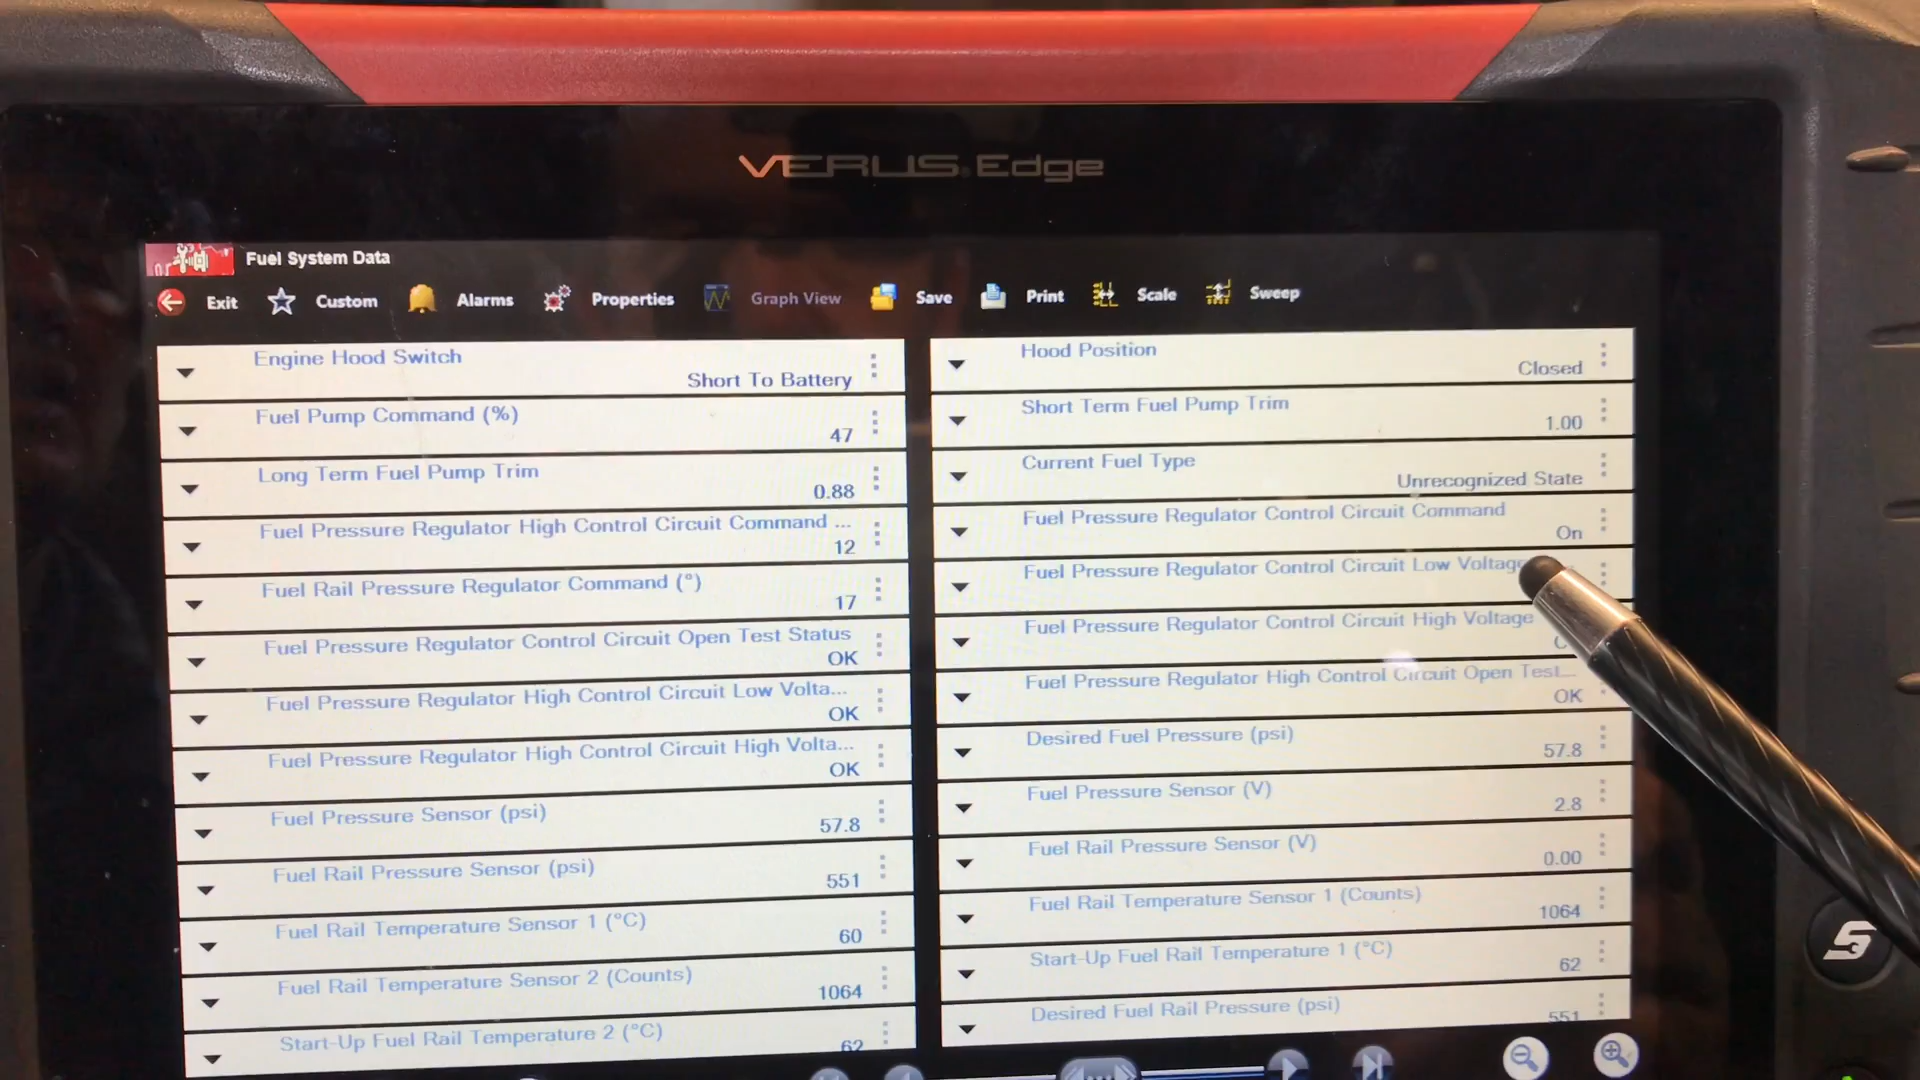 VERUS Edge
Fuel System Data
Exit Custom Alarms Properties Graph View Save Print Scale Sweep
Engine Hood Switch
Short To Battery
Fuel Pump Command (%)
47
Long Term Fuel Pump Trim
0.88
Fuel Pressure Regulator High Control Circuit Command ...
12
Fuel Rail Pressure Regulator Command (°)
17
Fuel Pressure Regulator Control Circuit Open Test Status
OK
Fuel Pressure Regulator High Control Circuit Low Volta...
OK
Fuel Pressure Regulator High Control Circuit High Volta...
OK
Fuel Pressure Sensor (psi)
57.8
Fuel Rail Pressure Sensor (psi)
551
Fuel Rail Temperature Sensor 1 (°C)
60
Fuel Rail Temperature Sensor 2 (Counts)
1064
Start-Up Fuel Rail Temperature 2 (°C)
62
Hood Position
Closed
Short Term Fuel Pump Trim
1.00
Current Fuel Type
Unrecognized State
Fuel Pressure Regulator Control Circuit Command
On
Fuel Pressure Regulator Control Circuit Low Voltage
Fuel Pressure Regulator Control Circuit High Voltage
Fuel Pressure Regulator High Control Circuit Open Test...
OK
Desired Fuel Pressure (psi)
57.8
Fuel Pressure Sensor (V)
2.8
Fuel Rail Pressure Sensor (V)
0.00
Fuel Rail Temperature Sensor 1 (Counts)
1064
Start-Up Fuel Rail Temperature 1 (°C)
62
Desired Fuel Rail Pressure (psi)
551